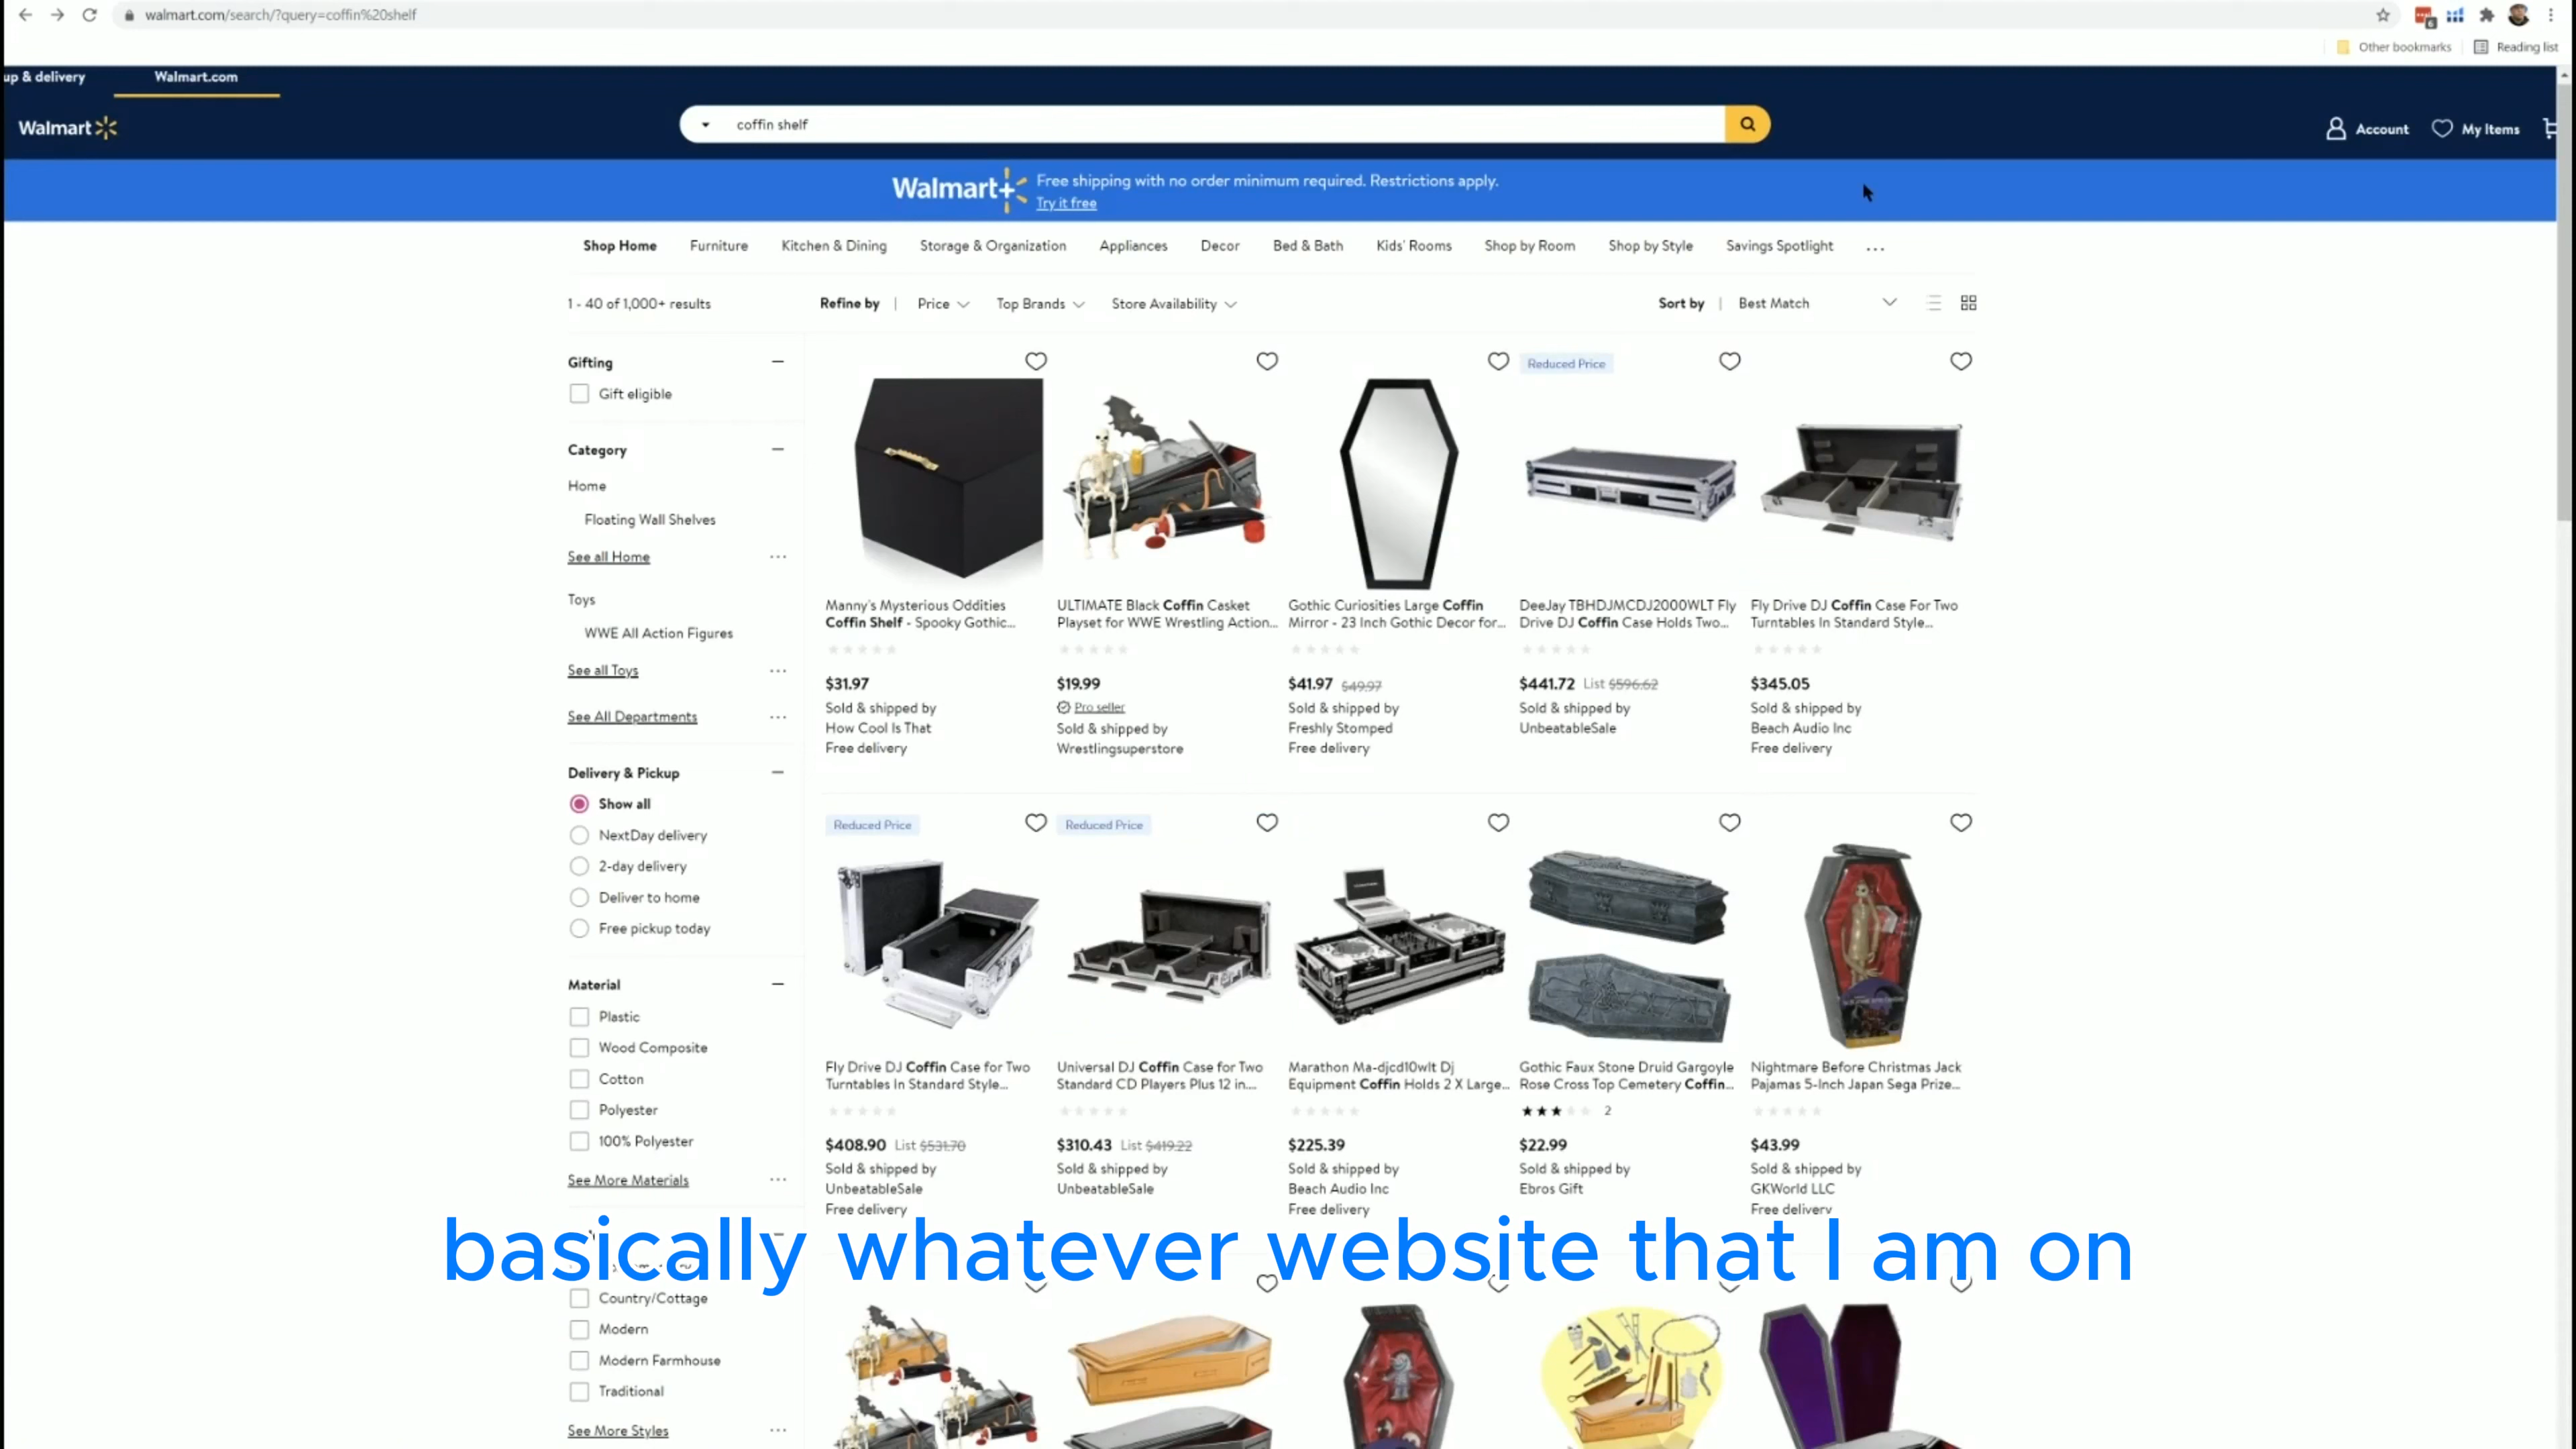 walmart.com/search/?query=coffin%20shelf
6
Other bookmarks
Reading list
up & delivery
Walmart.com
Walmart
coffin shelf
Account
My Items
Walmart+
Free shipping with no order minimum required. Restrictions apply.
Try it free
Shop Home
Furniture
Kitchen & Dining
Storage & Organization
Appliances
Decor
Bed & Bath
Kids' Rooms
Shop by Room
Shop by Style
Savings Spotlight
...
1 - 40 of 1,000+ results
Refine by |
Price
Top Brands
Store Availability
Sort by |
Best Match
Gifting
Gift eligible
Category
Home
Floating Wall Shelves
See all Home
Toys
WWE All Action Figures
See all Toys
See All Departments
Delivery & Pickup
Show all
NextDay delivery
2-day delivery
Deliver to home
Free pickup today
Material
Plastic
Wood Composite
Cotton
Polyester
100% Polyester
See More Materials
Country/Cottage
Modern
Modern Farmhouse
Traditional
See More Styles
Manny's Mysterious Oddities
Coffin Shelf - Spooky Gothic...
$31.97
Sold & shipped by
How Cool Is That
Free delivery
ULTIMATE Black Coffin Casket
Playset for WWE Wrestling Action...
$19.99
Pro seller
Sold & shipped by
Wrestlingsuperstore
Gothic Curiosities Large Coffin
Mirror - 23 Inch Gothic Decor for...
$41.97 $49.97
Sold & shipped by
Freshly Stomped
Free delivery
Reduced Price
DeeJay TBHDJMCDJ2000WLT Fly
Drive DJ Coffin Case Holds Two...
$441.72 List $596.62
Sold & shipped by
UnbeatableSale
Fly Drive DJ Coffin Case For Two
Turntables In Standard Style...
$345.05
Sold & shipped by
Beach Audio Inc
Free delivery
Reduced Price
Fly Drive DJ Coffin Case for Two
Turntables In Standard Style...
$408.90 List $531.70
Sold & shipped by
UnbeatableSale
Free delivery
Reduced Price
Universal DJ Coffin Case for Two
Standard CD Players Plus 12 in....
$310.43 List $419.22
Sold & shipped by
UnbeatableSale
Marathon Ma-djcd10wlt Dj
Equipment Coffin Holds 2 X Large...
$225.39
Sold & shipped by
Beach Audio Inc
Free delivery
Gothic Faux Stone Druid Gargoyle
Rose Cross Top Cemetery Coffin...
2
$22.99
Sold & shipped by
Ebros Gift
Nightmare Before Christmas Jack
Pajamas 5-Inch Japan Sega Prize...
$43.99
Sold & shipped by
GKWorld LLC
Free delivery
basically whatever website that I am on